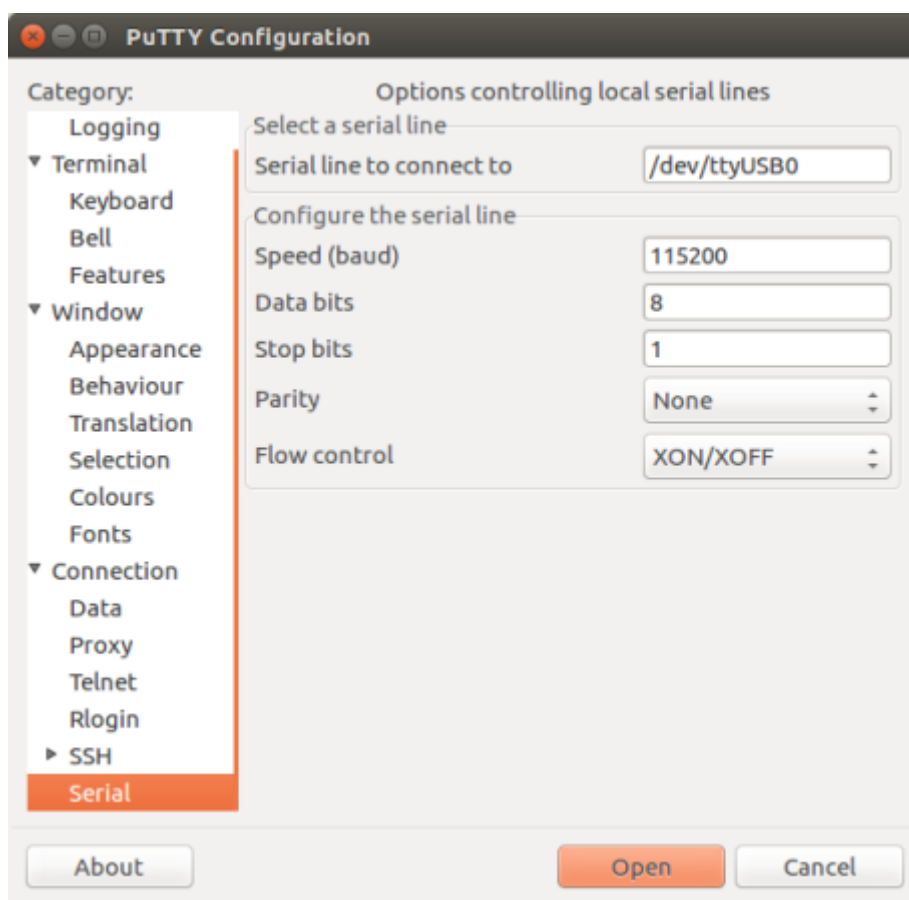 PuTTY Configuration
Category:
Logging
Terminal
Keyboard
Bell
Features
Window
Appearance
Behaviour
Translation
Selection
Colours
Fonts
Connection
Data
Proxy
Telnet
Rlogin
SSH
Serial
Options controlling local serial lines
Select a serial line
Serial line to connect to /dev/ttyUSB0
Configure the serial line
Speed (baud) 115200
Data bits 8
Stop bits 1
Parity None
Flow control XON/XOFF
About Open Cancel